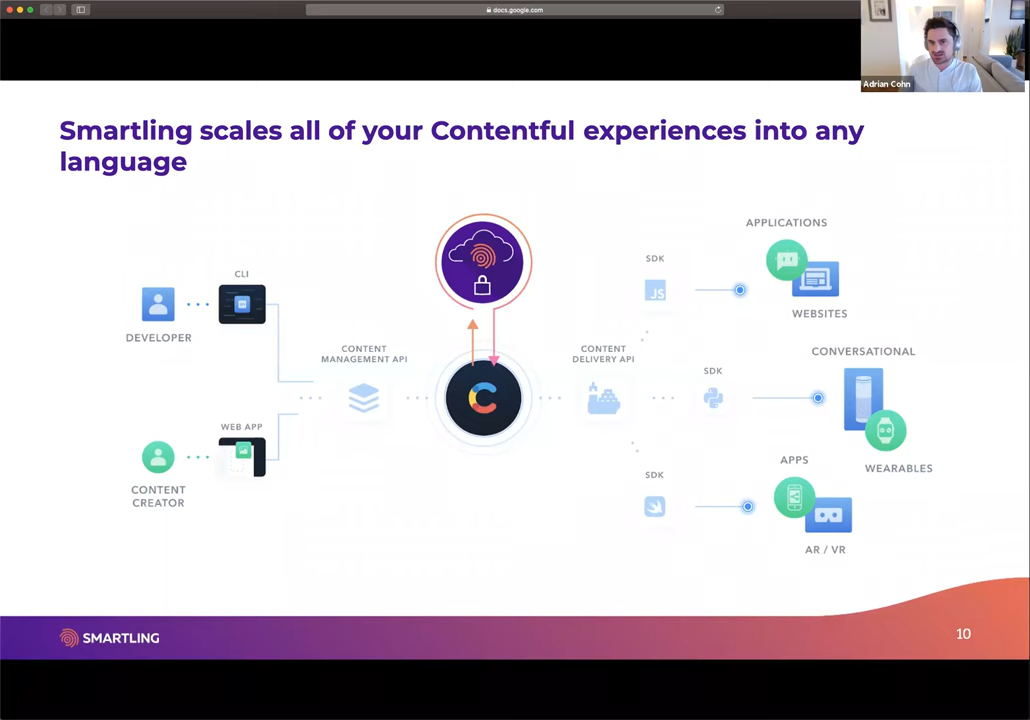 docs.google.com
Adrian Cohn
Smartling scales all of your Contentful experiences into any
language
CLI
DEVELOPER
WEB APP
CONTENT
CREATOR
CONTENT
MANAGEMENT API
CONTENT
DELIVERY API
SDK
JS
APPLICATIONS
WEBSITES
SDK
CONVERSATIONAL
WEARABLES
SDK
APPS
AR / VR
SMARTLING
10